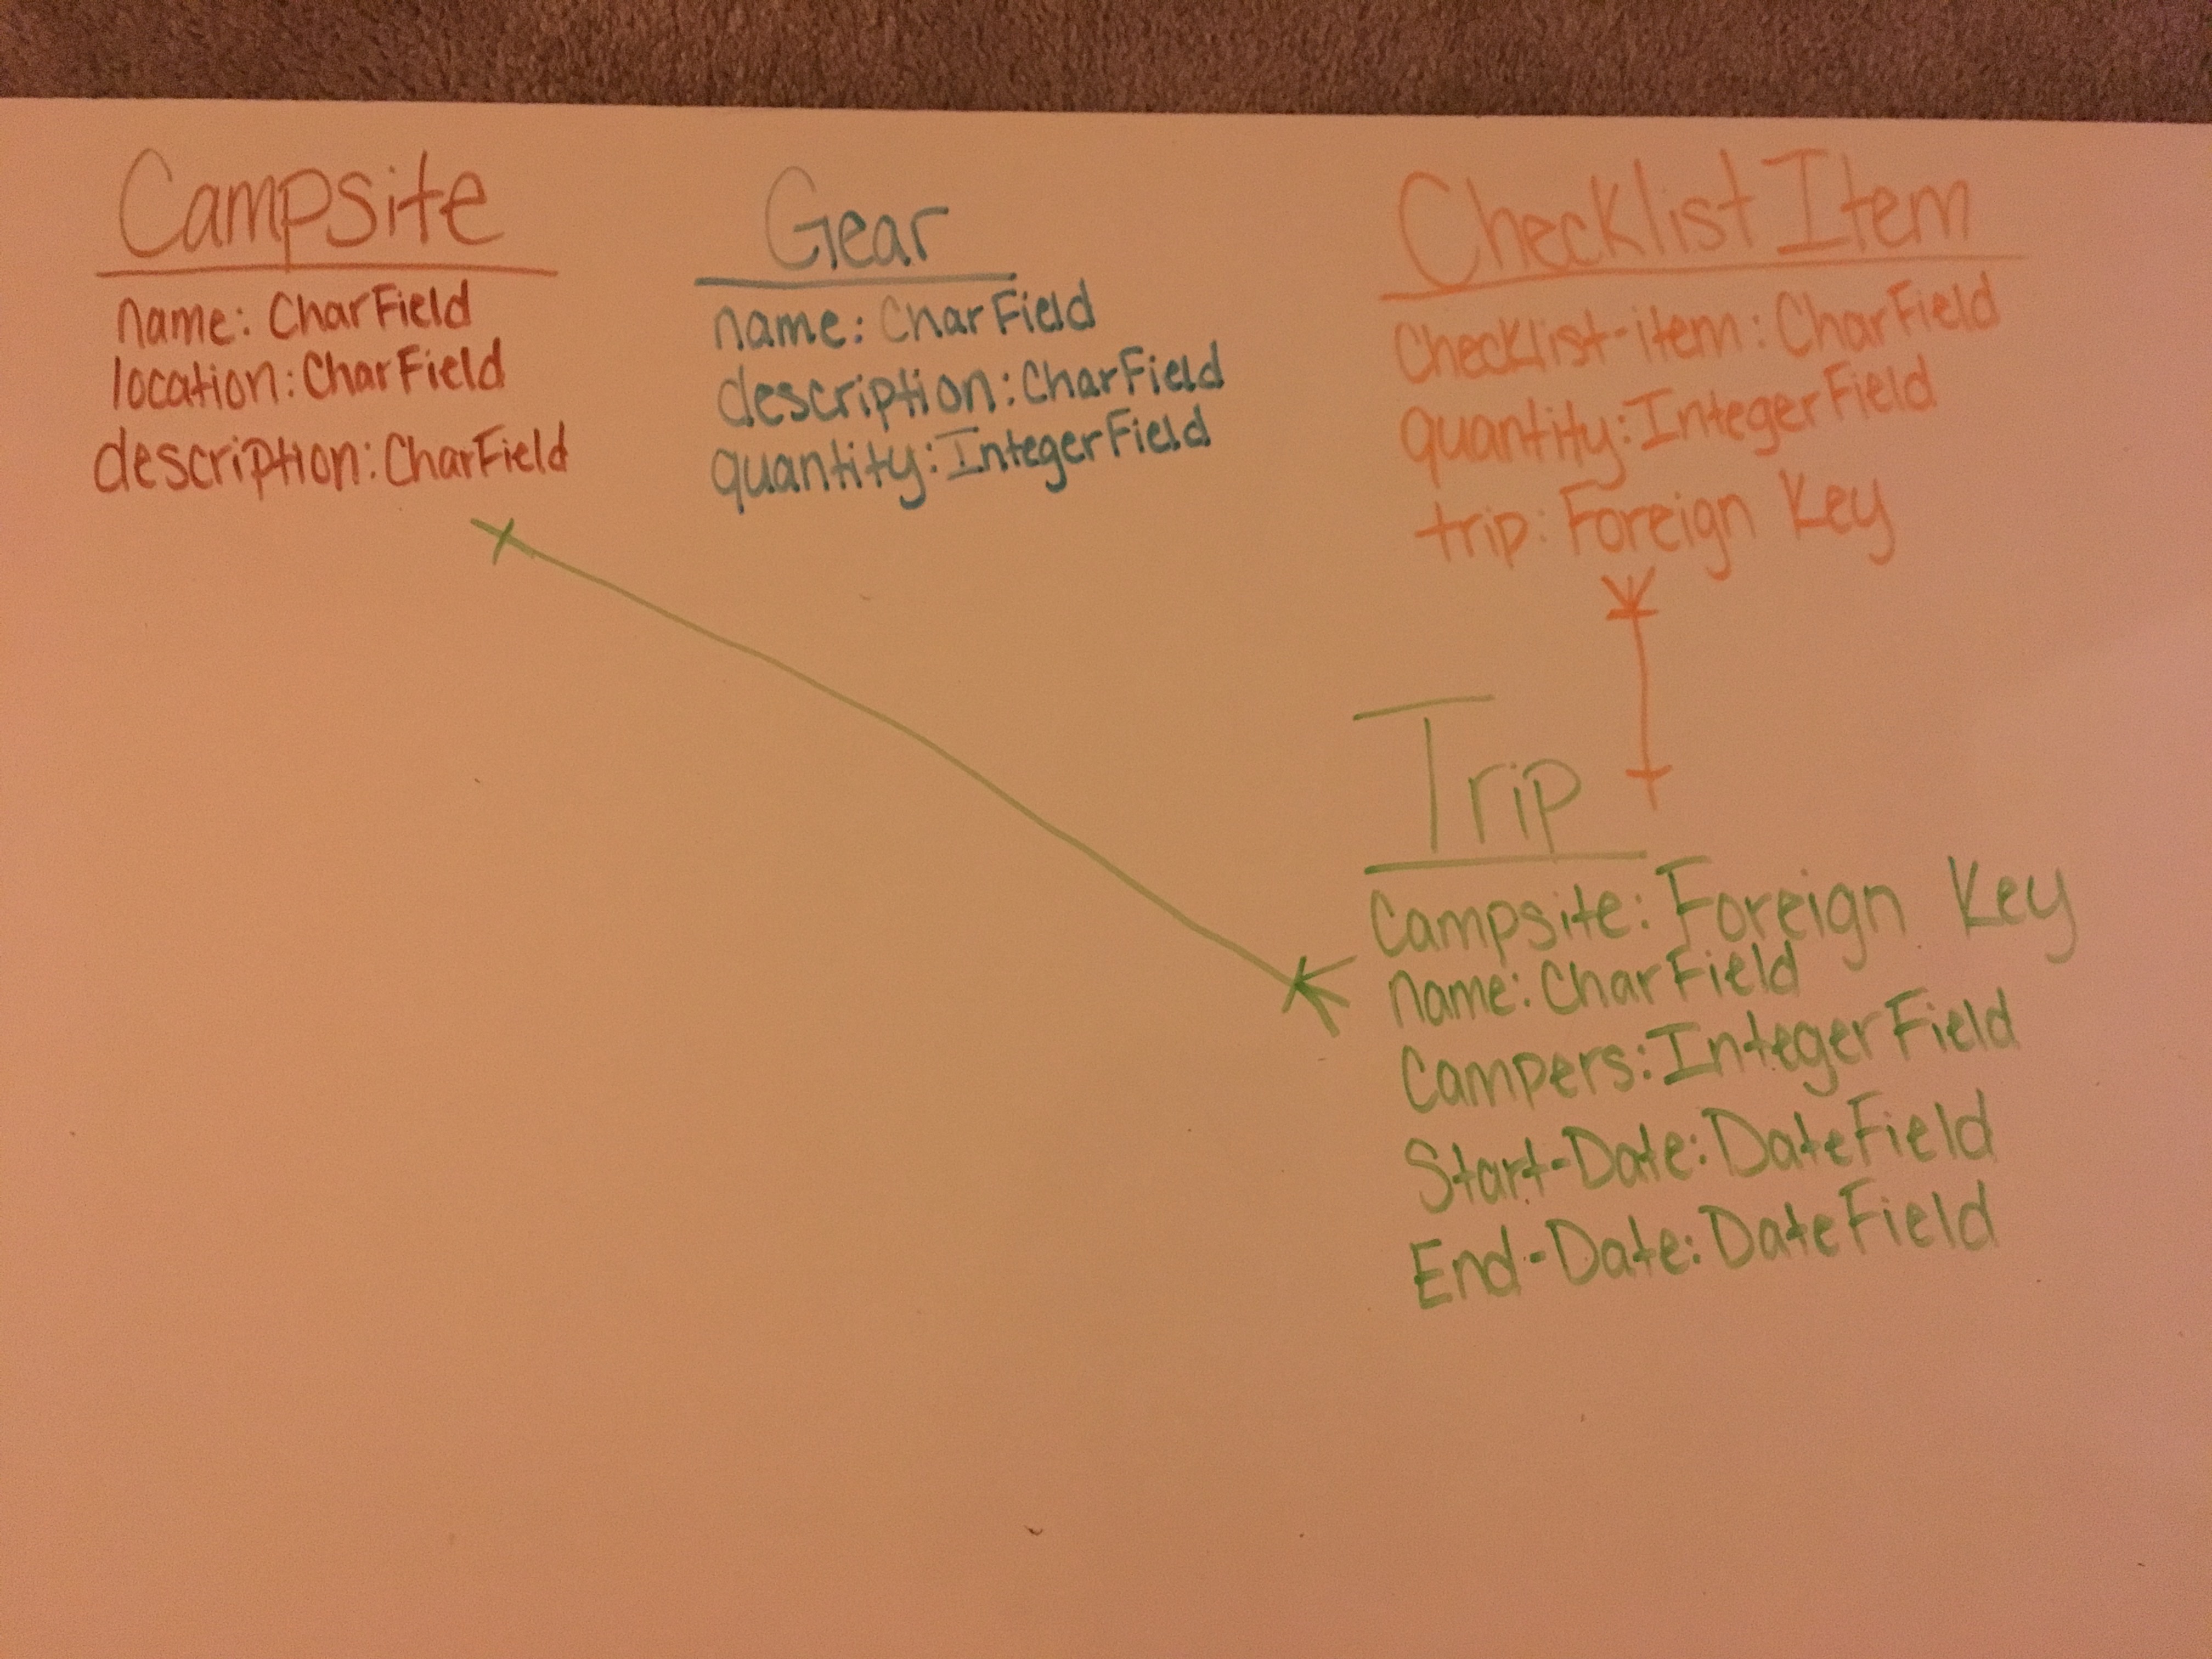 Campsite
name: CharField
location: CharField
description: CharField
Gear
name: CharField
description: CharField
quantity: IntegerField
Checklist Item
Checklist-item: CharField
quantity: IntegerField
trip: Foreign Key
Trip
Campsite: Foreign Key
name: CharField
Campers: IntegerField
Start-Date: DateField
End-Date: DateField